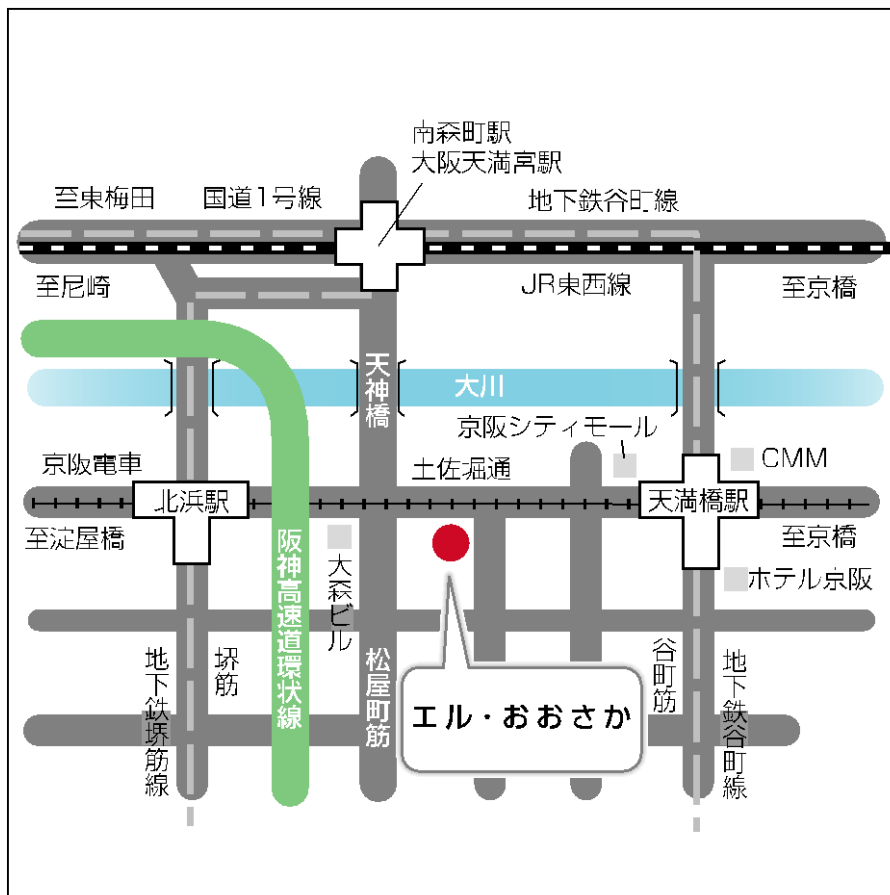 南森町駅
大阪天満宮駅
至東梅田
国道1号線
地下鉄谷町線
至尼崎
JR東西線
至京橋
天神橋
大川
京阪シティモール
京阪電車
土佐堀通
CMM
北浜駅
天満橋駅
至淀屋橋
至京橋
阪神高速道環状線
大森ビル
ホテル京阪
地下鉄堺筋線
堺筋
松屋町筋
エル・おおさか
谷町筋
地下鉄谷町線